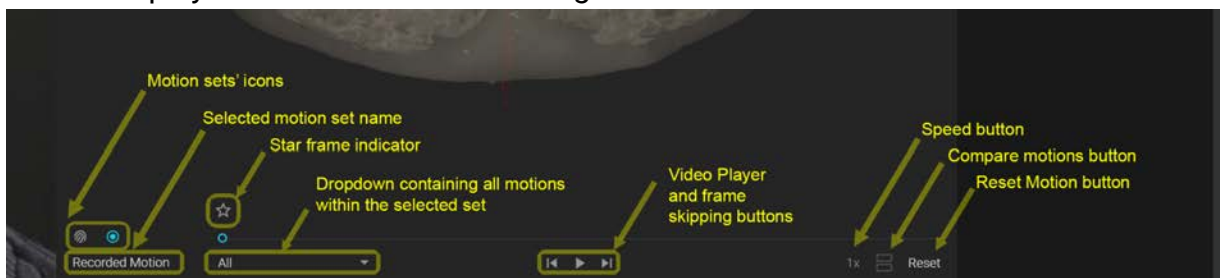 Motion sets' icons
Selected motion set name
Star frame indicator
Dropdown containing all motions
within the selected set
Video Player
and frame
skipping buttons
Speed button
Compare motions button
Reset Motion button
Recorded Motion
All
1x
Reset